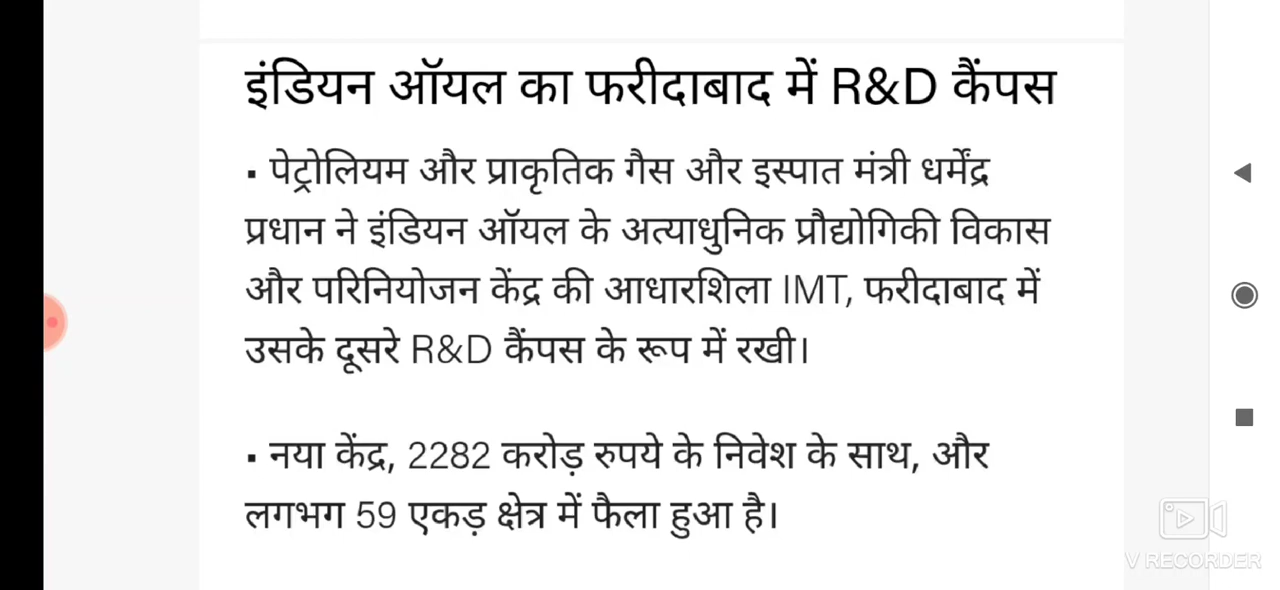 इंडियन ऑयल का फरीदाबाद में R&D कैंपस
▪ पेट्रोलियम और प्राकृतिक गैस और इस्पात मंत्री धर्मेंद्र
प्रधान ने इंडियन ऑयल के अत्याधुनिक प्रौद्योगिकी विकास
और परिनियोजन केंद्र की आधारशिला IMT, फरीदाबाद में
उसके दूसरे R&D कैंपस के रूप में रखी।
▪ नया केंद्र, 2282 करोड़ रुपये के निवेश के साथ, और
लगभग 59 एकड़ क्षेत्र में फैला हुआ है।
V RECORDER